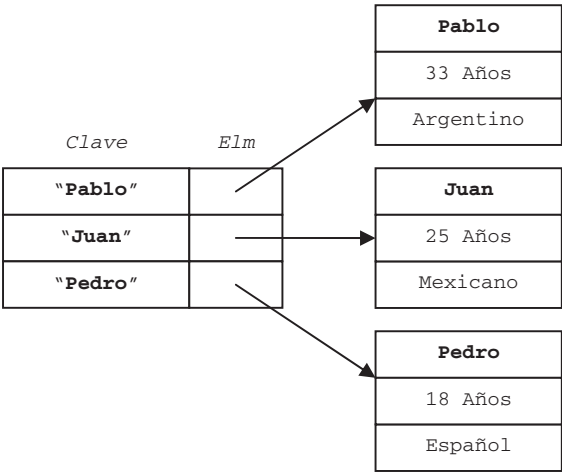 Clave Elm
"Pablo"
"Juan"
"Pedro"
Pablo
33 Años
Argentino
Juan
25 Años
Mexicano
Pedro
18 Años
Español